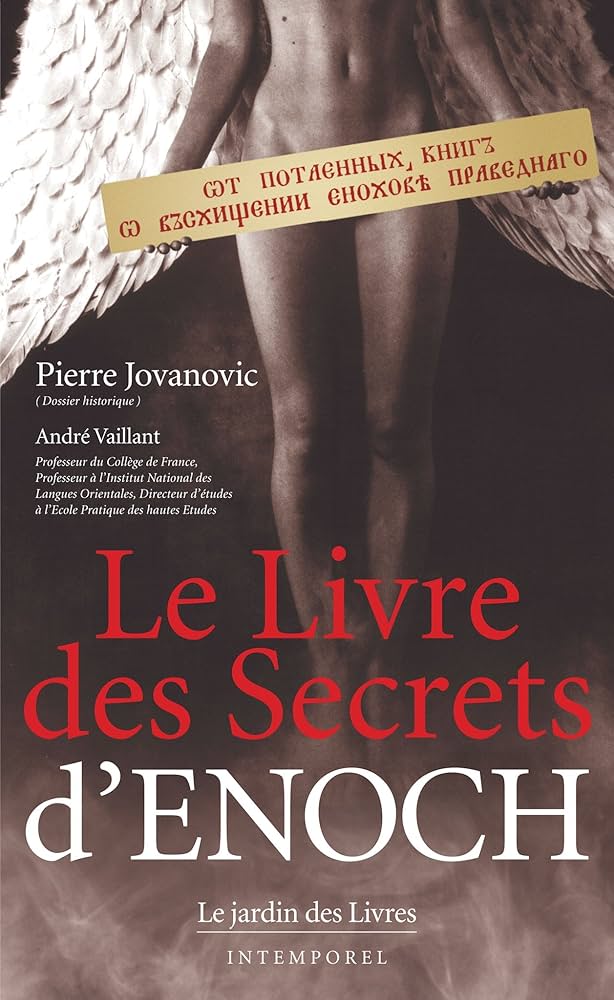 ѿт потаенныхъ книгъ
ѡ въсхищении еноховѣ праведнаго
Pierre Jovanovic
( Dossier historique )
André Vaillant
Professeur du Collège de France,
Professeur à l’Institut National des
Langues Orientales, Directeur d’études
à l’Ecole Pratique des hautes Etudes
Le Livre
des Secrets
d’ENOCH
Le jardin des Livres
INTEMPOREL